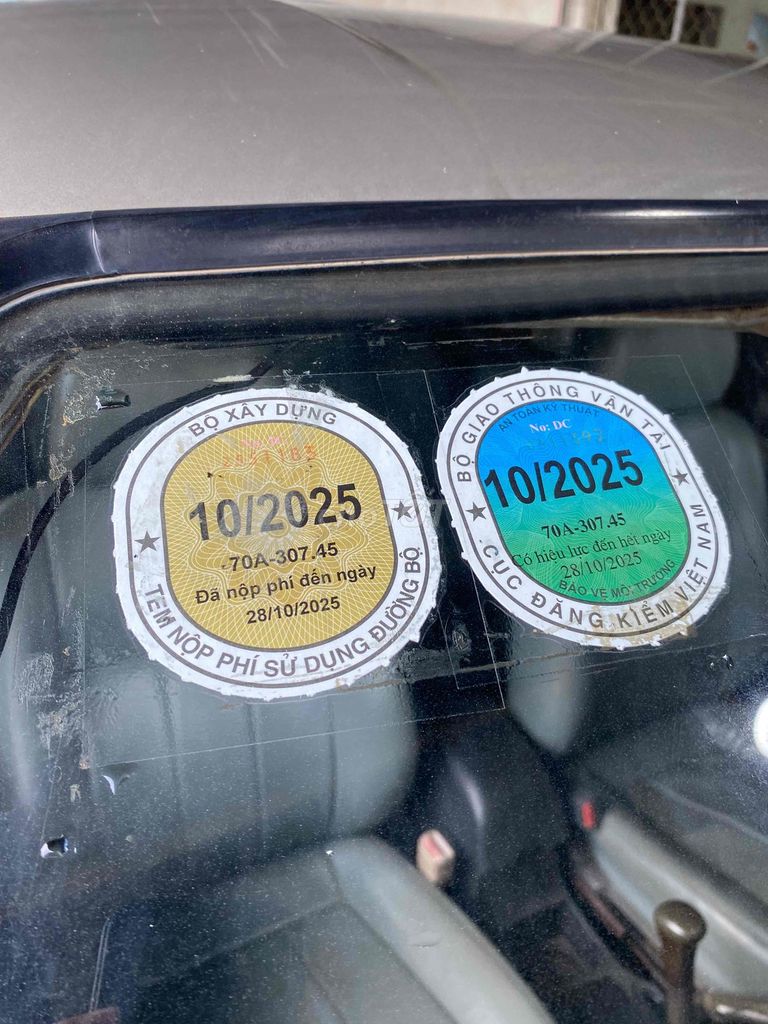 BỘ XÂY DỰNG
10/2025
70A-307.45
Đã nộp phí đến ngày
28/10/2025
TEM NỘP PHÍ SỬ DỤNG ĐƯỜNG BỘ
BỘ GIAO THÔNG VẬN TẢI
AN TOÀN KỸ THUẬT
No: DC
10/2025
70A-307.45
Có hiệu lực đến hết ngày
28/10/2025
BẢO VỆ MÔI TRƯỜNG
CỤC ĐĂNG KIỂM VIỆT NAM